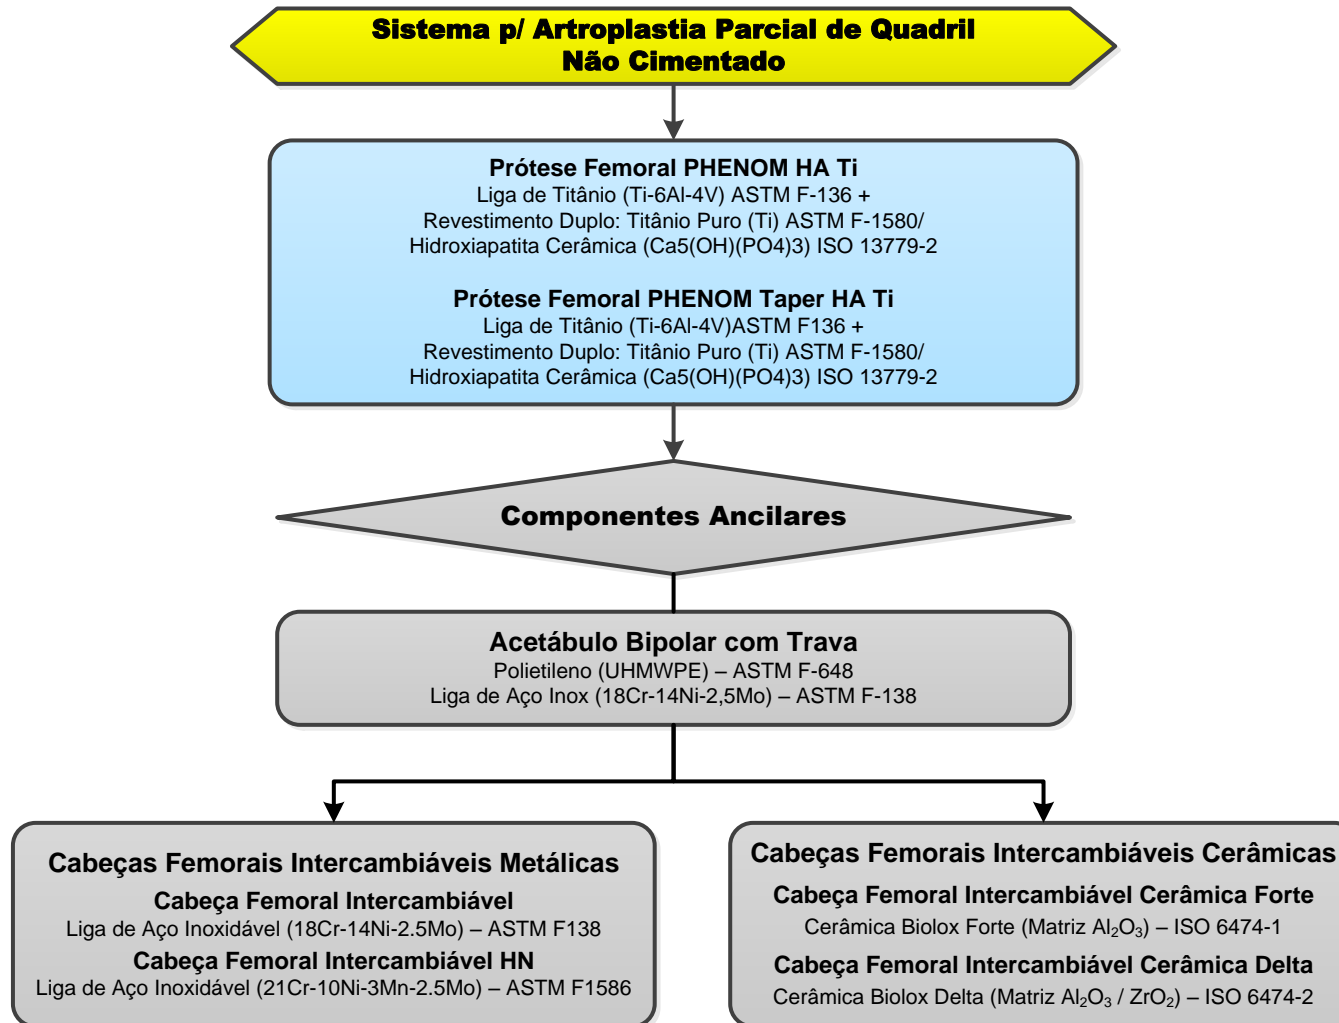 Sistema p/ Artroplastia Parcial de Quadril
Não Cimentado
Prótese Femoral PHENOM HA Ti
Liga de Titânio (Ti-6Al-4V) ASTM F-136 +
Revestimento Duplo: Titânio Puro (Ti) ASTM F-1580/
Hidroxiapatita Cerâmica (Ca5(OH)(PO4)3) ISO 13779-2
Prótese Femoral PHENOM Taper HA Ti
Liga de Titânio (Ti-6Al-4V)ASTM F136 +
Revestimento Duplo: Titânio Puro (Ti) ASTM F-1580/
Hidroxiapatita Cerâmica (Ca5(OH)(PO4)3) ISO 13779-2
Componentes Ancilares
Acetábulo Bipolar com Trava
Polietileno (UHMWPE) – ASTM F-648
Liga de Aço Inox (18Cr-14Ni-2,5Mo) – ASTM F-138
Cabeças Femorais Intercambiáveis Metálicas
Cabeça Femoral Intercambiável
Liga de Aço Inoxidável (18Cr-14Ni-2.5Mo) – ASTM F138
Cabeça Femoral Intercambiável HN
Liga de Aço Inoxidável (21Cr-10Ni-3Mn-2.5Mo) – ASTM F1586
Cabeças Femorais Intercambiáveis Cerâmicas
Cabeça Femoral Intercambiável Cerâmica Forte
Cerâmica Biolox Forte (Matriz Al₂O₃) – ISO 6474-1
Cabeça Femoral Intercambiável Cerâmica Delta
Cerâmica Biolox Delta (Matriz Al₂O₃ / ZrO₂) – ISO 6474-2